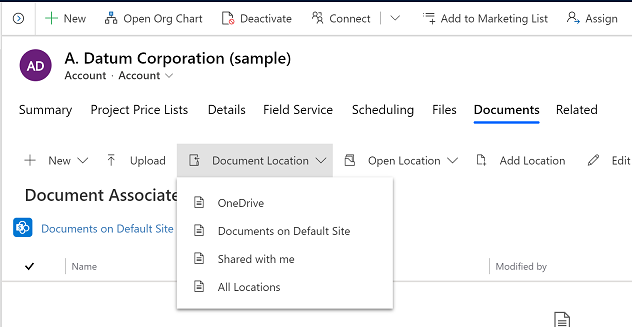 New Open Org Chart Deactivate Connect Add to Marketing List Assign
AD
A. Datum Corporation (sample)
Account · Account
Summary Project Price Lists Details Field Service Scheduling Files Documents Related
New Upload Document Location Open Location Add Location Edit
Document Associate
OneDrive
Documents on Default Site
Documents on Default Site
Shared with me
Name
Modified by
All Locations